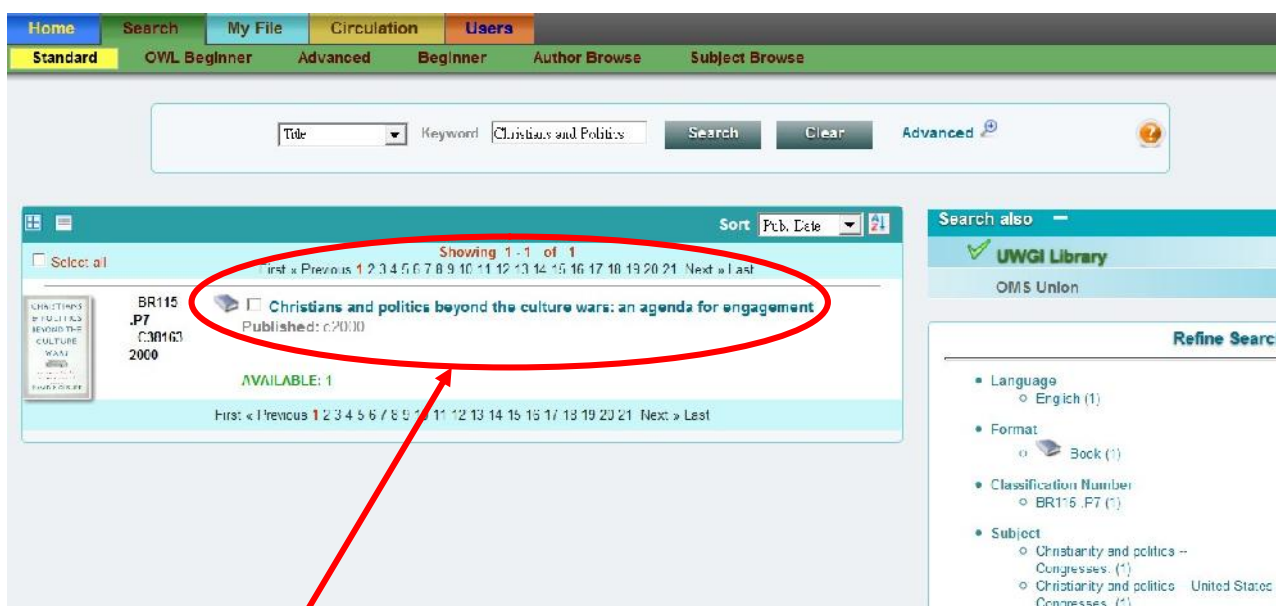 Home Search My File Circulation Users
Standard OWL Beginner Advanced Beginner Author Browse Subject Browse
Title Keyword Christians and Politics Search Clear Advanced
Sort Pub. Date
Select all
Showing 1 - 1 of 1
First « Previous 1 2 3 4 5 6 7 8 9 10 11 12 13 14 15 16 17 18 19 20 21 Next » Last
CHRISTIANS
& POLITICS
BEYOND THE
CULTURE
WARS
BR115
.P7
C38163
2000
Christians and politics beyond the culture wars: an agenda for engagement
Published: c2000
AVAILABLE: 1
First « Previous 1 2 3 4 5 6 7 8 9 10 11 12 13 14 15 16 17 18 19 20 21 Next » Last
Search also
UWGI Library
OMS Union
Refine Searc
Language
English (1)
Format
Book (1)
Classification Number
BR115 .P7 (1)
Subject
Christianity and politics --
Congresses. (1)
Christianity and politics United States
Congresses. (1)